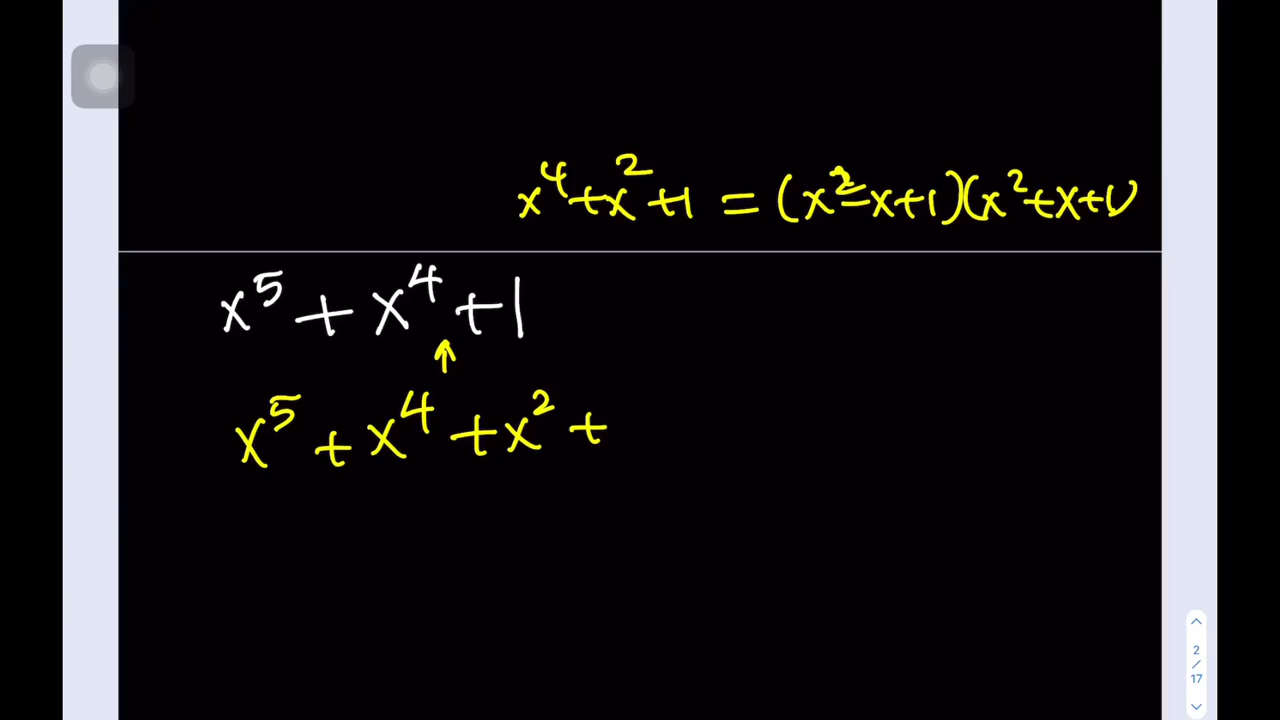 x⁴+x²+1 = (x²-x+1)(x²+x+1)
x⁵ + x⁴ + 1
↑
x⁵ + x⁴ + x² +
2
/
17